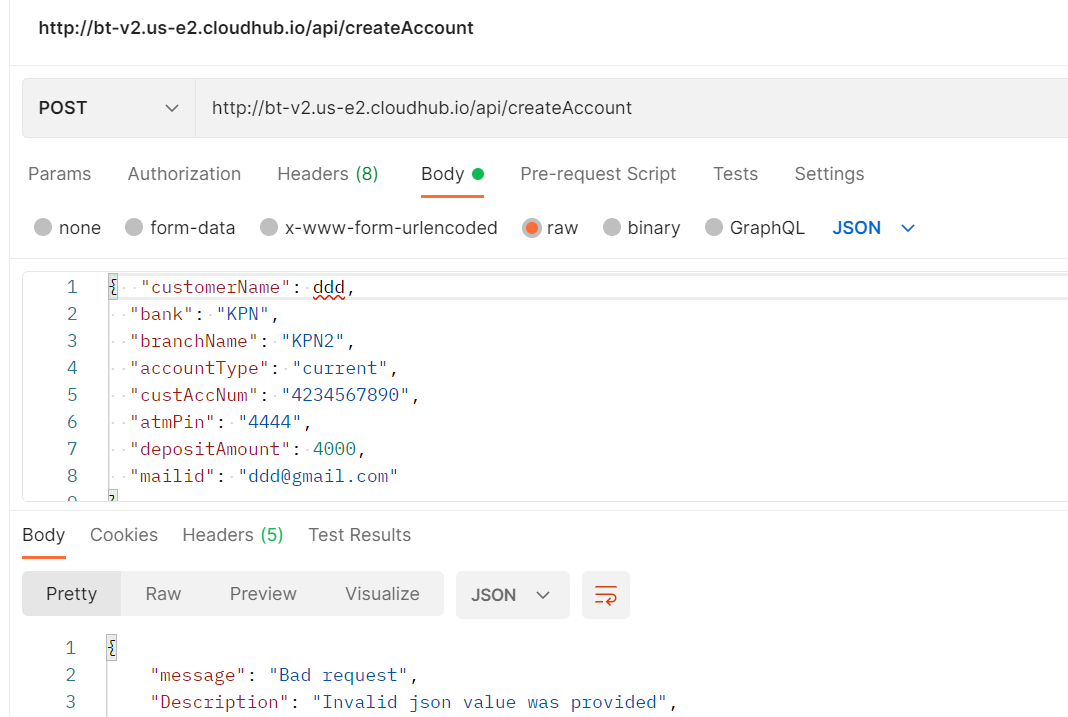 http://bt-v2.us-e2.cloudhub.io/api/createAccount
POST http://bt-v2.us-e2.cloudhub.io/api/createAccount
Params Authorization Headers (8) Body Pre-request Script Tests Settings
none form-data x-www-form-urlencoded raw binary GraphQL JSON
1 { "customerName": ddd,
2 "bank": "KPN",
3 "branchName": "KPN2",
4 "accountType": "current",
5 "custAccNum": "4234567890",
6 "atmPin": "4444",
7 "depositAmount": 4000,
8 "mailid": "ddd@gmail.com"
9 }
Body Cookies Headers (5) Test Results
Pretty Raw Preview Visualize JSON
1 {
2 "message": "Bad request",
3 "Description": "Invalid json value was provided",